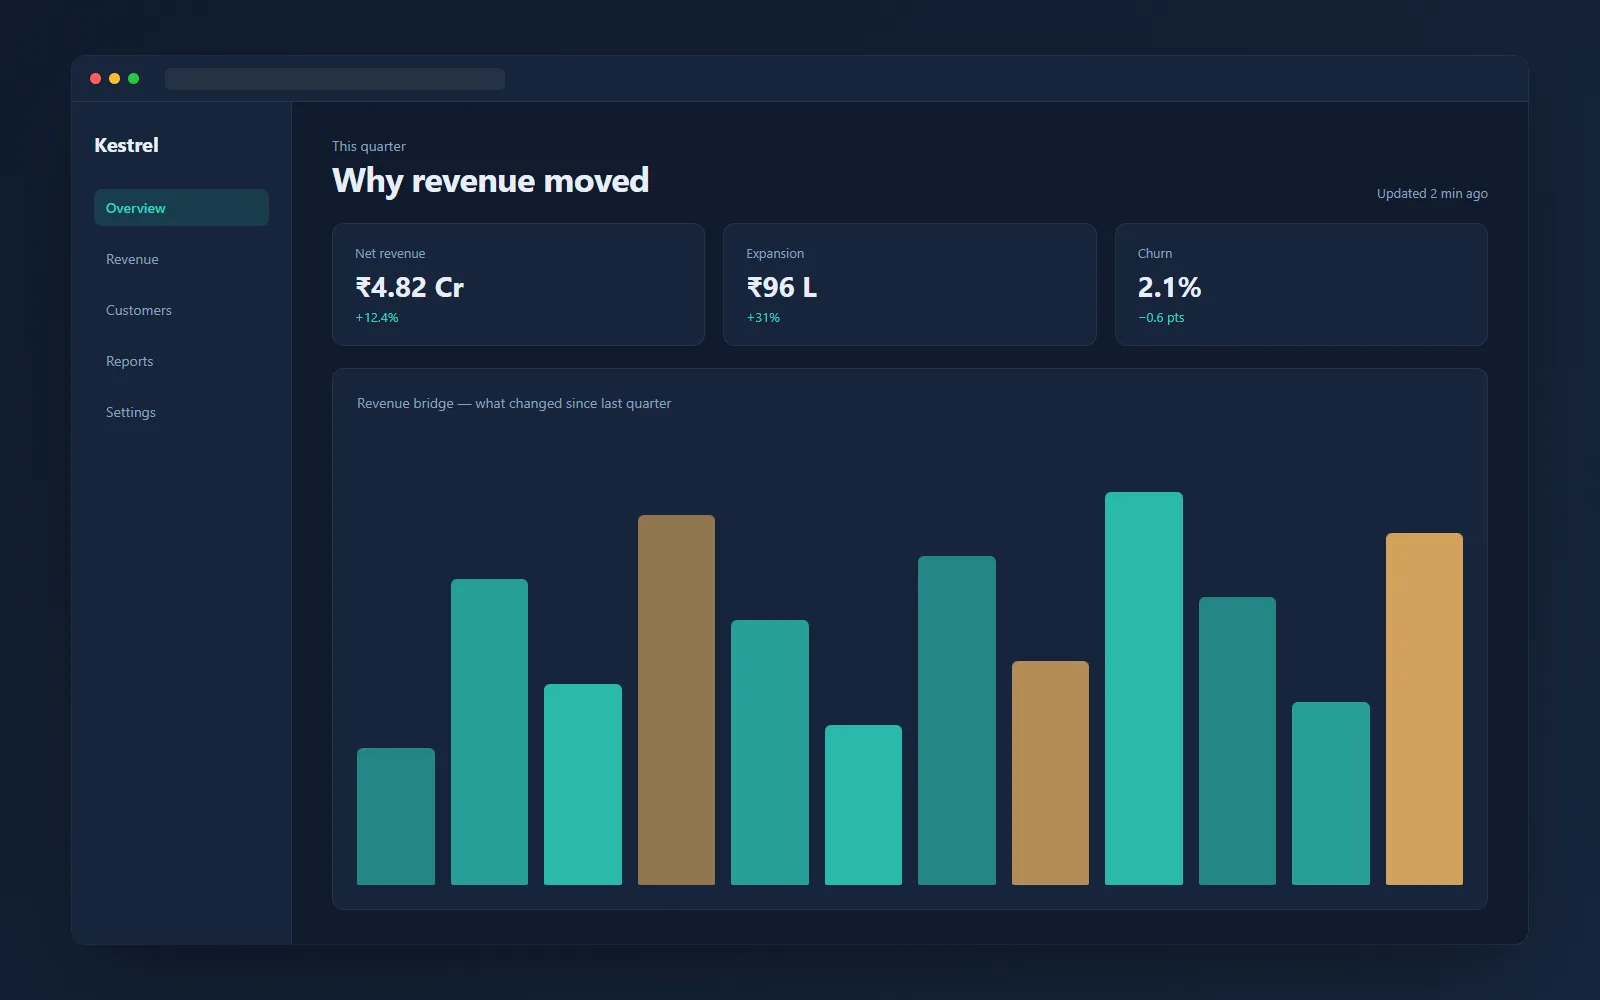 Kestrel
Overview
Revenue
Customers
Reports
Settings
This quarter
Why revenue moved
Updated 2 min ago
Net revenue
₹4.82 Cr
+12.4%
Expansion
₹96 L
+31%
Churn
2.1%
−0.6 pts
Revenue bridge — what changed since last quarter